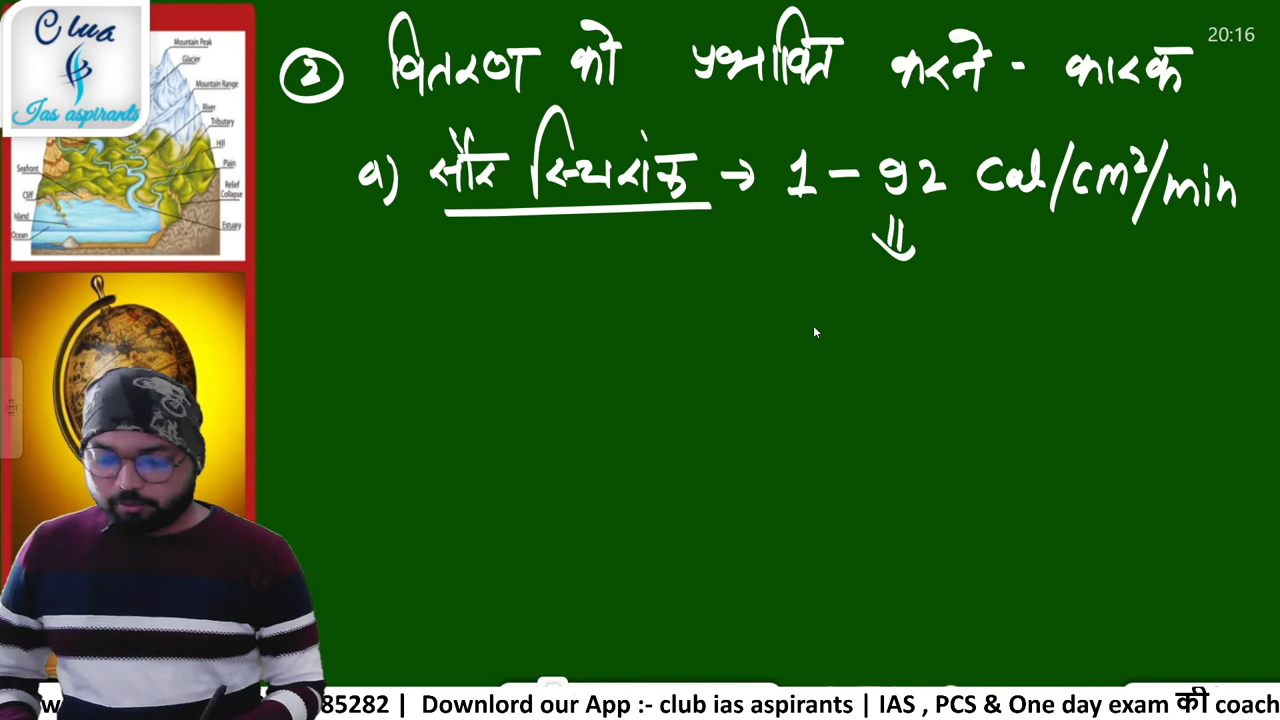 Clua
Ias aspirants
Mountain Peak
Glacier
Mountain Range
River
Tributary
Hill
Plain
Relief
Collapse
Estuary
Seafront
Cliff
Island
Ocean
20:16
② वितरण को प्रभावित करने - कारक
a) सौर स्थिरांक → 1 – 92 Cal/cm²/min
85282 | Downlord our App :- club ias aspirants | IAS , PCS & One day exam की coach